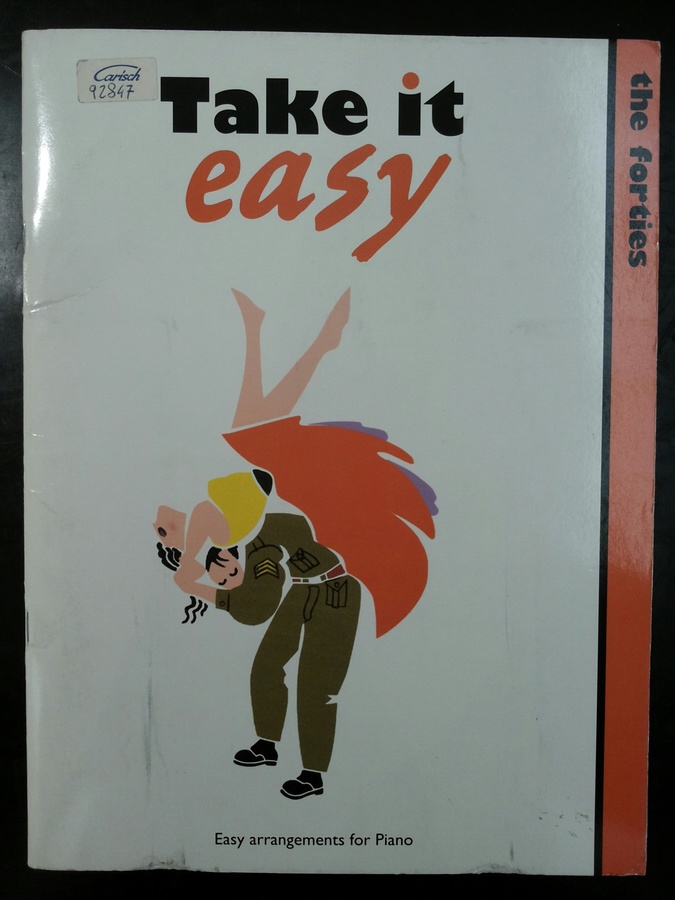 Carisch
92847
Take it
easy
the forties
Easy arrangements for Piano